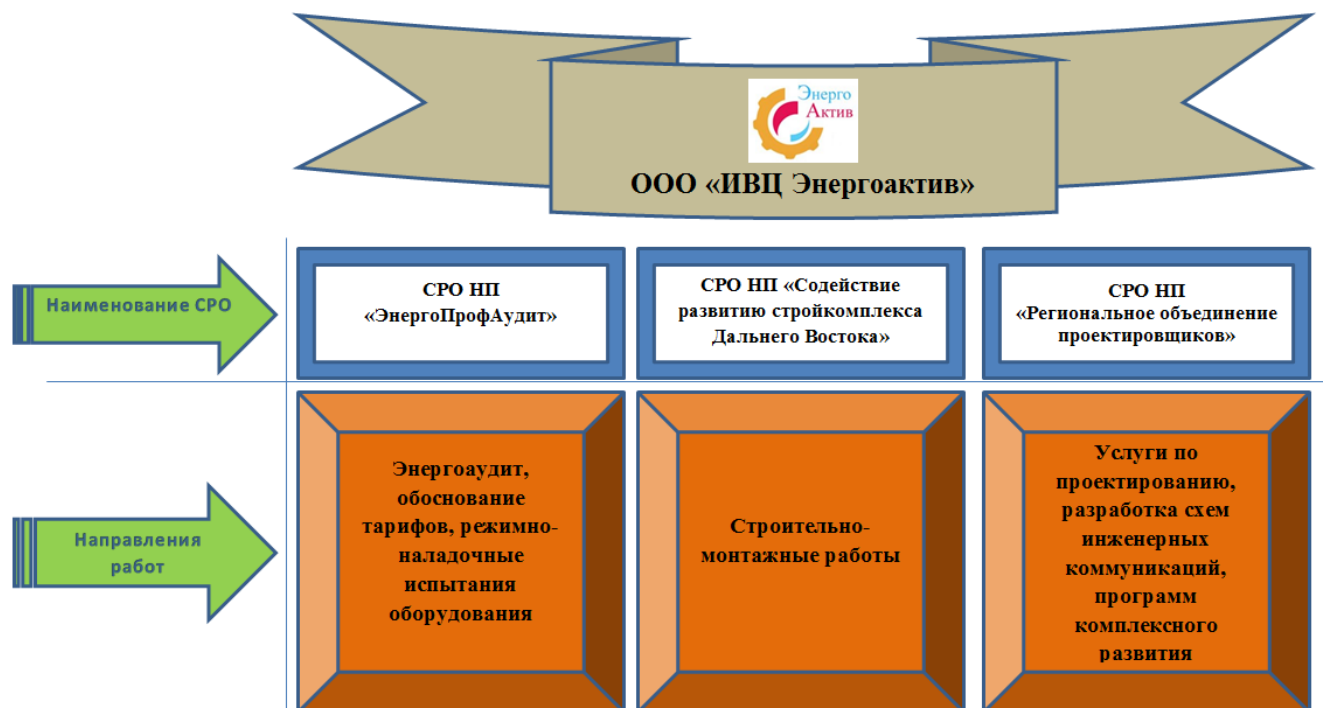 Энерго
Актив
ООО «ИВЦ Энергоактив»
Наименование СРО
СРО НП
«ЭнергоПрофАудит»
СРО НП «Содействие
развитию стройкомплекса
Дальнего Востока»
СРО НП
«Региональное объединение
проектировщиков»
Направления
работ
Энергоаудит,
обоснование
тарифов, режимно-
наладочные
испытания
оборудования
Строительно-
монтажные работы
Услуги по
проектированию,
разработка схем
инженерных
коммуникаций,
программ
комплексного
развития